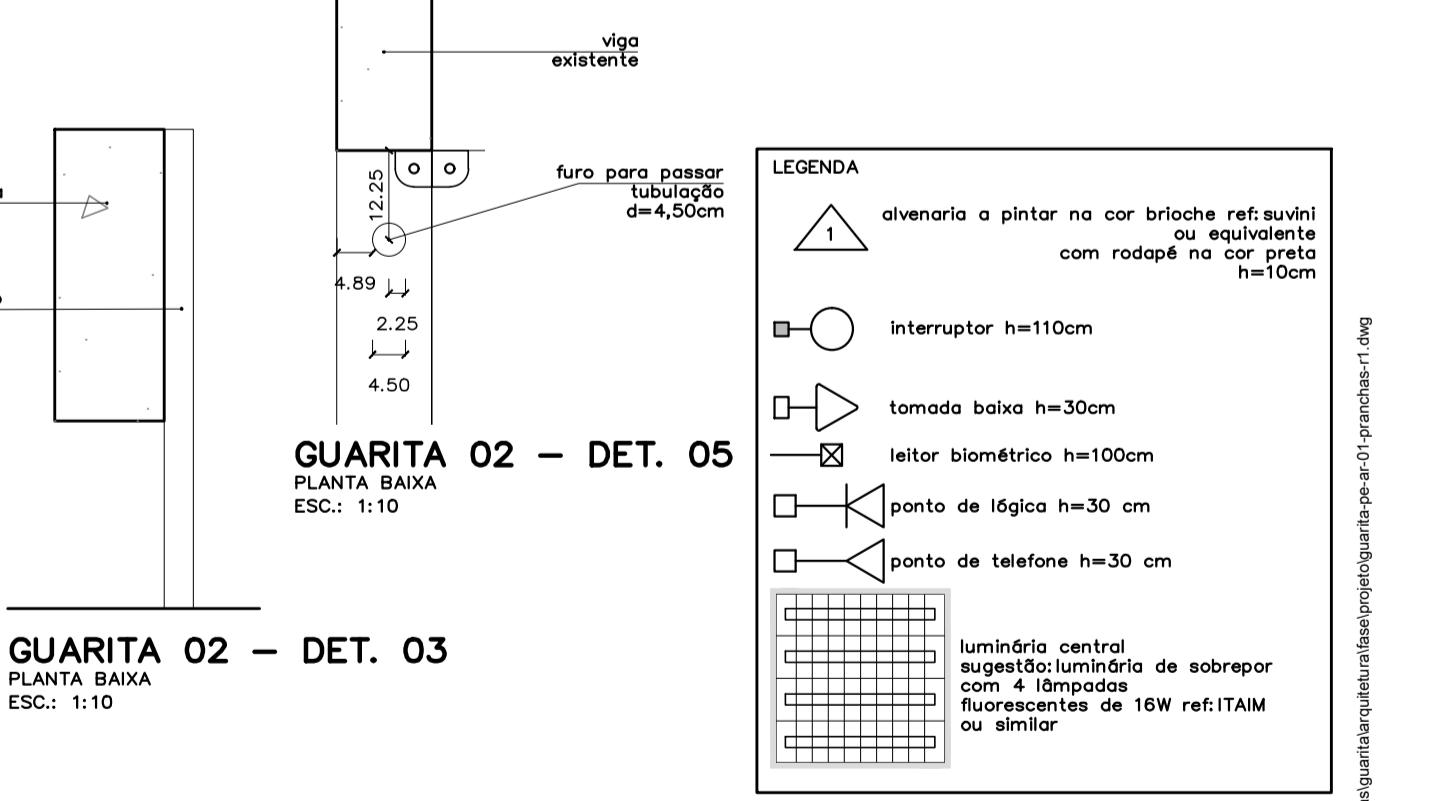 viga
existente
furo para passar
tubulação
d=4,50cm
12.25
4.89
2.25
4.50
GUARITA 02 – DET. 05
PLANTA BAIXA
ESC.: 1:10
GUARITA 02 – DET. 03
PLANTA BAIXA
ESC.: 1:10
LEGENDA
1
alvenaria a pintar na cor brioche ref:suvini
ou equivalente
com rodapé na cor preta
h=10cm
interruptor h=110cm
tomada baixa h=30cm
leitor biométrico h=100cm
ponto de lógica h=30 cm
ponto de telefone h=30 cm
luminária central
sugestão:luminária de sobrepor
com 4 lâmpadas
fluorescentes de 16W ref:ITAIM
ou similar
s\guarita\arquitetura\fase\projeto\guarita-pe-ar-01-pranchas-r1.dwg